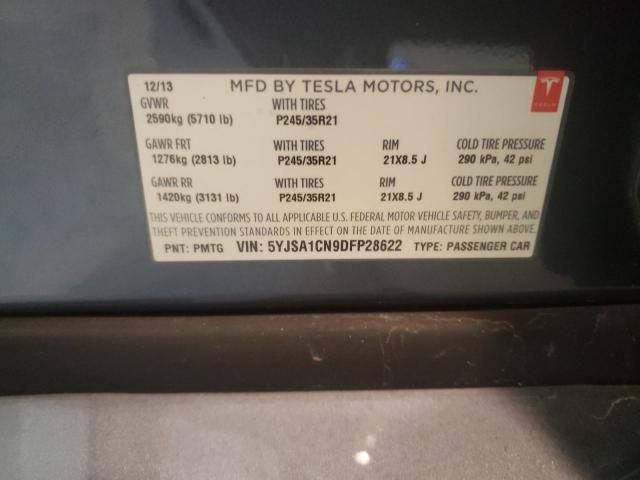 12/13 MFD BY TESLA MOTORS, INC.
GVWR WITH TIRES
2590kg (5710 lb) P245/35R21
TESLA
GAWR FRT WITH TIRES RIM COLD TIRE PRESSURE
1276kg (2813 lb) P245/35R21 21X8.5 J 290 kPa, 42 psi
GAWR RR WITH TIRES RIM COLD TIRE PRESSURE
1420kg (3131 lb) P245/35R21 21X8.5 J 290 kPa, 42 psi
THIS VEHICLE CONFORMS TO ALL APPLICABLE U.S. FEDERAL MOTOR VEHICLE SAFETY, BUMPER, AND
THEFT STANDARDS IN EFFECT ON THE DATE OF MANUFACTURE SHOWN ABOVE.
PNT: PMTG VIN: 5YJSA1CN9DFP28622 TYPE: PASSENGER CAR